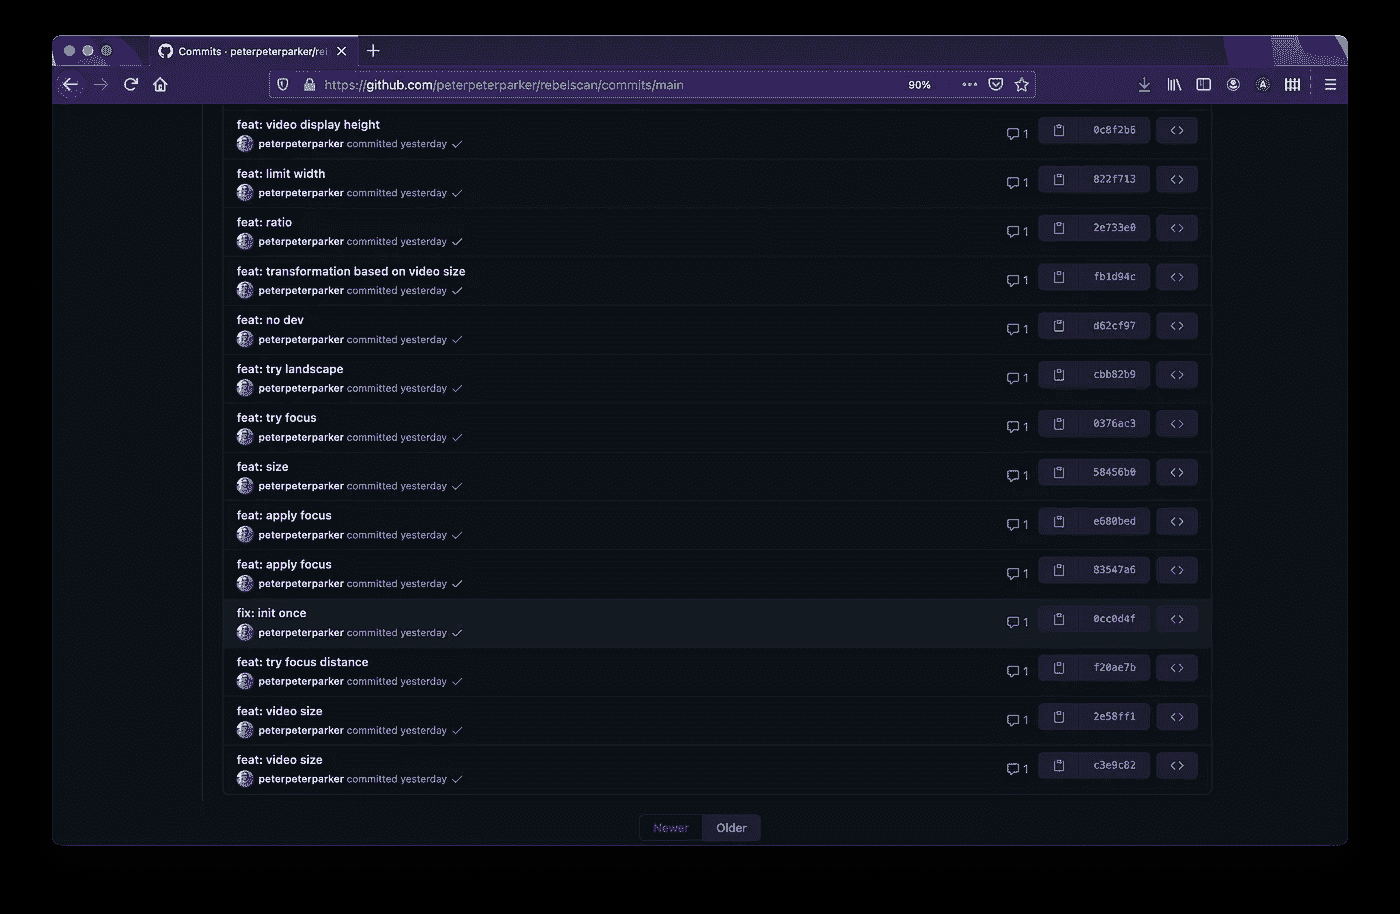 Commits · peterpeterparker/rei
https://github.com/peterpeterparker/rebelscan/commits/main 90%
feat: video display height
peterpeterparker committed yesterday
1 0c8f2b6
feat: limit width
peterpeterparker committed yesterday
1 822f713
feat: ratio
peterpeterparker committed yesterday
1 2e733e0
feat: transformation based on video size
peterpeterparker committed yesterday
1 fb1d94c
feat: no dev
peterpeterparker committed yesterday
1 d62cf97
feat: try landscape
peterpeterparker committed yesterday
1 cbb82b9
feat: try focus
peterpeterparker committed yesterday
1 0376ac3
feat: size
peterpeterparker committed yesterday
1 58456b0
feat: apply focus
peterpeterparker committed yesterday
1 e680bed
feat: apply focus
peterpeterparker committed yesterday
1 83547a6
fix: init once
peterpeterparker committed yesterday
1 0cc0d4f
feat: try focus distance
peterpeterparker committed yesterday
1 f20ae7b
feat: video size
peterpeterparker committed yesterday
1 2e58ff1
feat: video size
peterpeterparker committed yesterday
1 c3e9c82
Newer Older